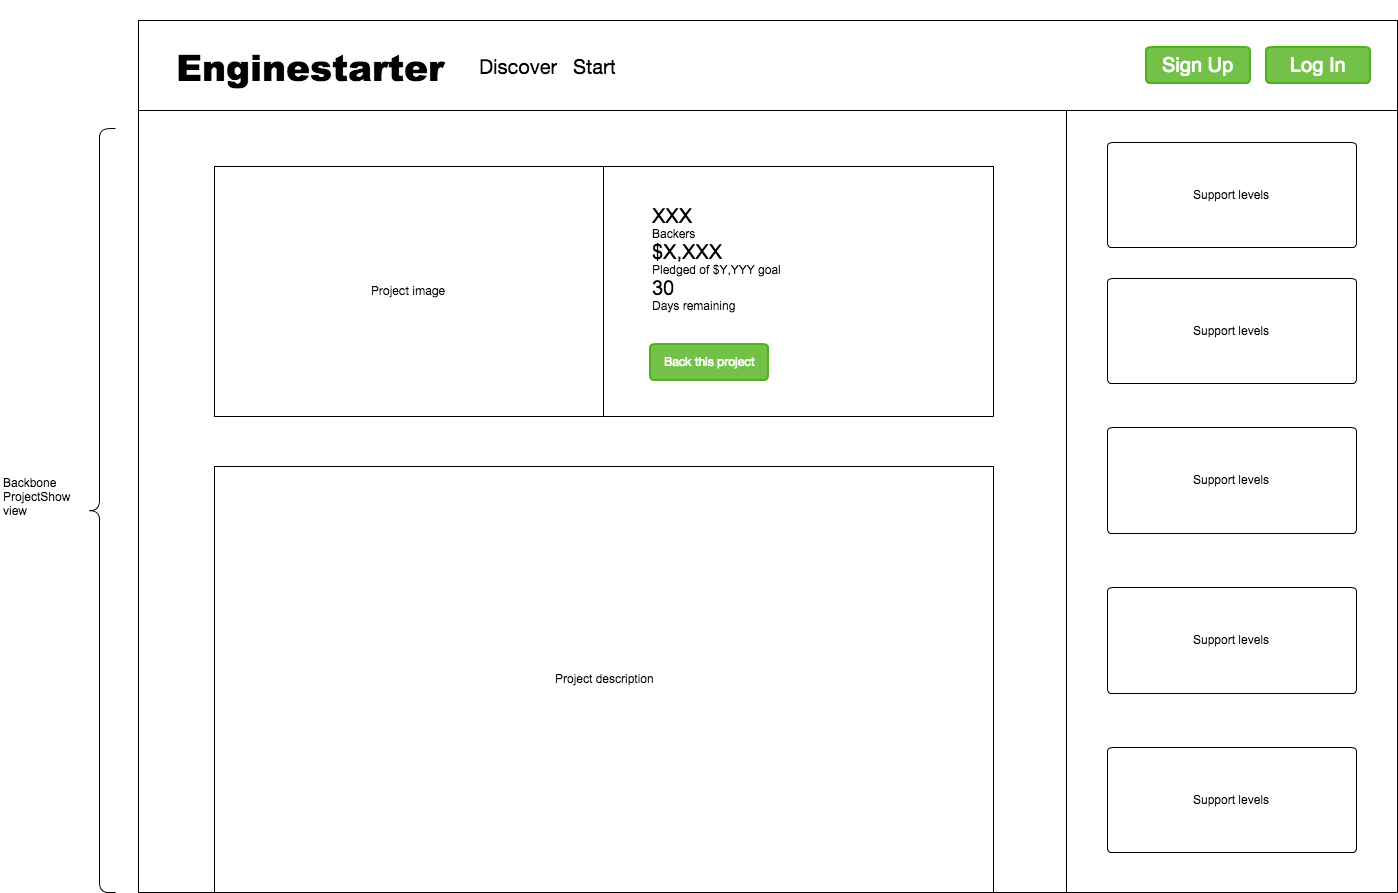 Enginestarter
Discover Start
Sign Up
Log In
Backbone
ProjectShow
view
Project image
XXX
Backers
$X,XXX
Pledged of $Y,YYY goal
30
Days remaining
Back this project
Project description
Support levels
Support levels
Support levels
Support levels
Support levels